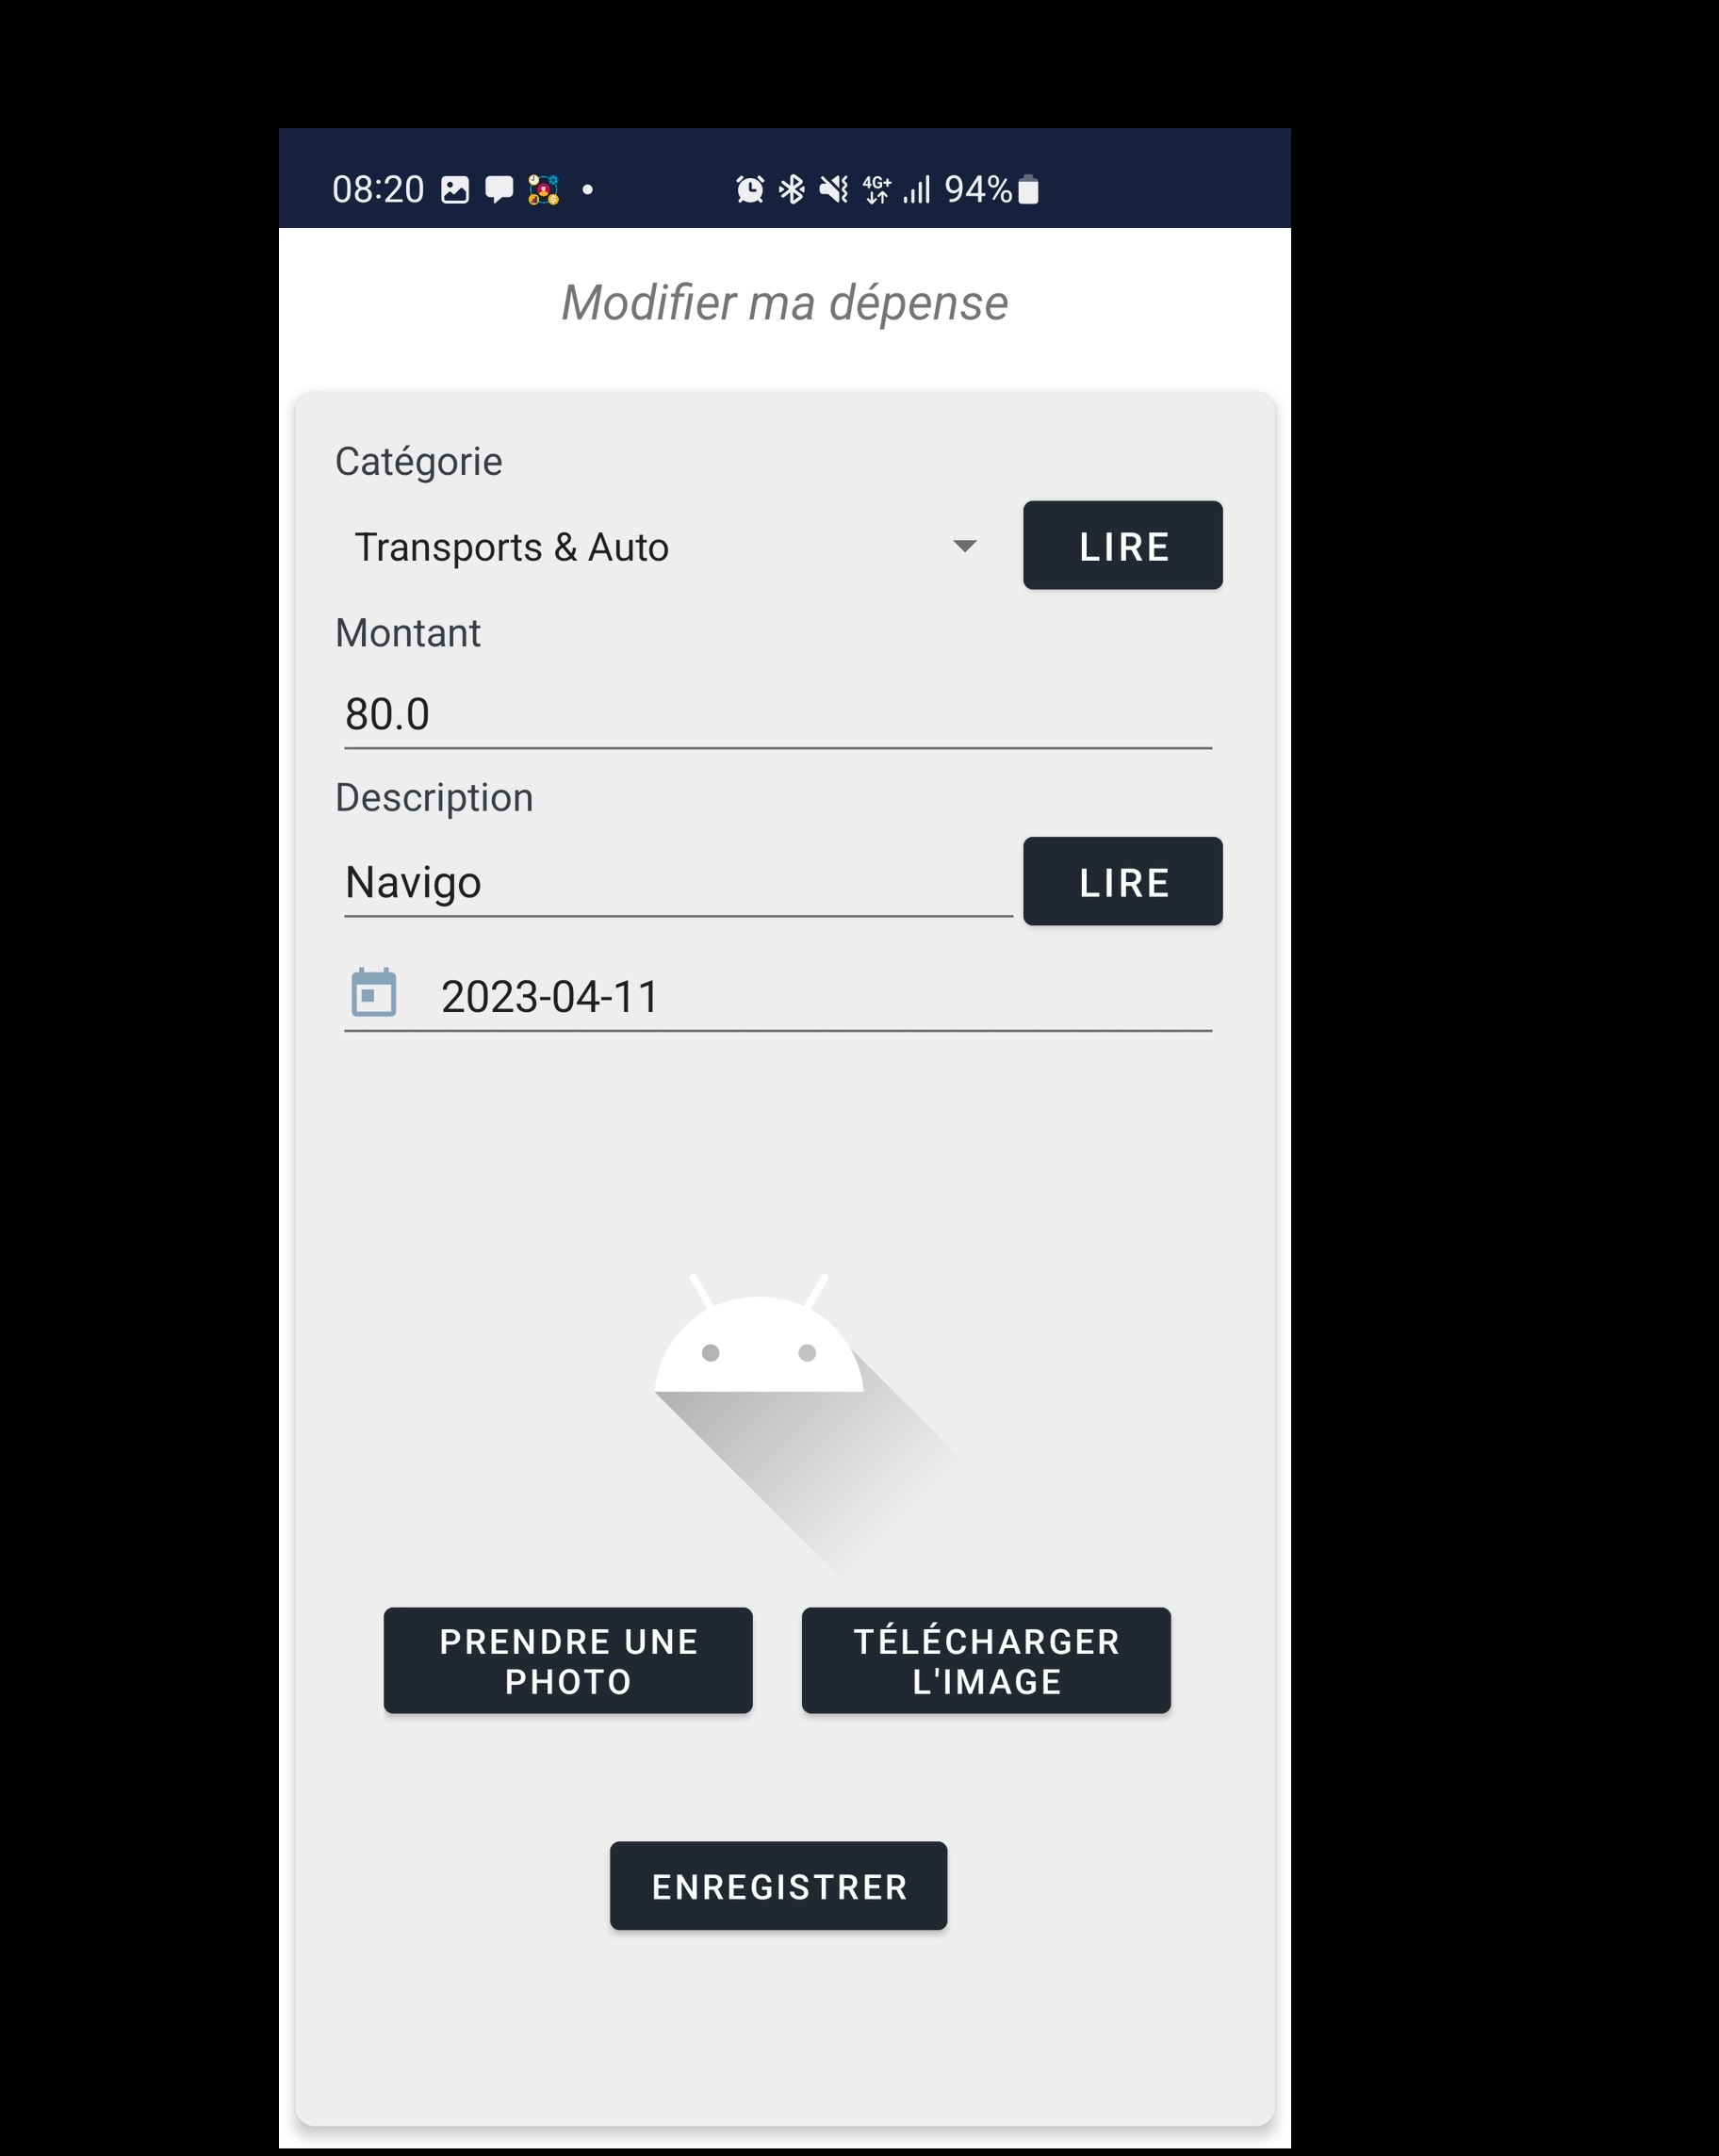 08:20 4G+ 94%
Modifier ma dépense
Catégorie
Transports & Auto LIRE
Montant
80.0
Description
Navigo LIRE
2023-04-11
PRENDRE UNE
PHOTO
TÉLÉCHARGER
L'IMAGE
ENREGISTRER